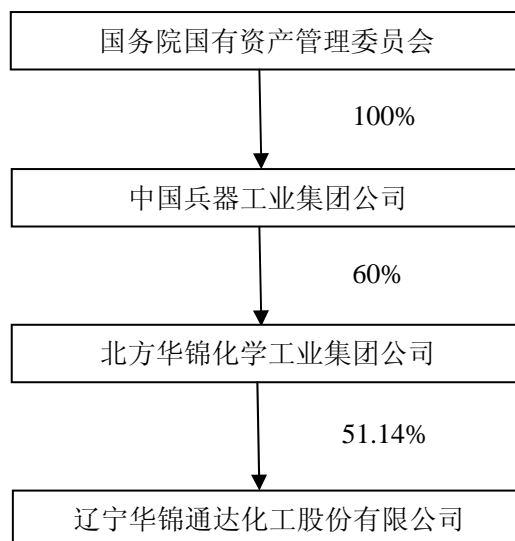 国务院国有资产管理委员会
100%
中国兵器工业集团公司
60%
北方华锦化学工业集团公司
51.14%
辽宁华锦通达化工股份有限公司